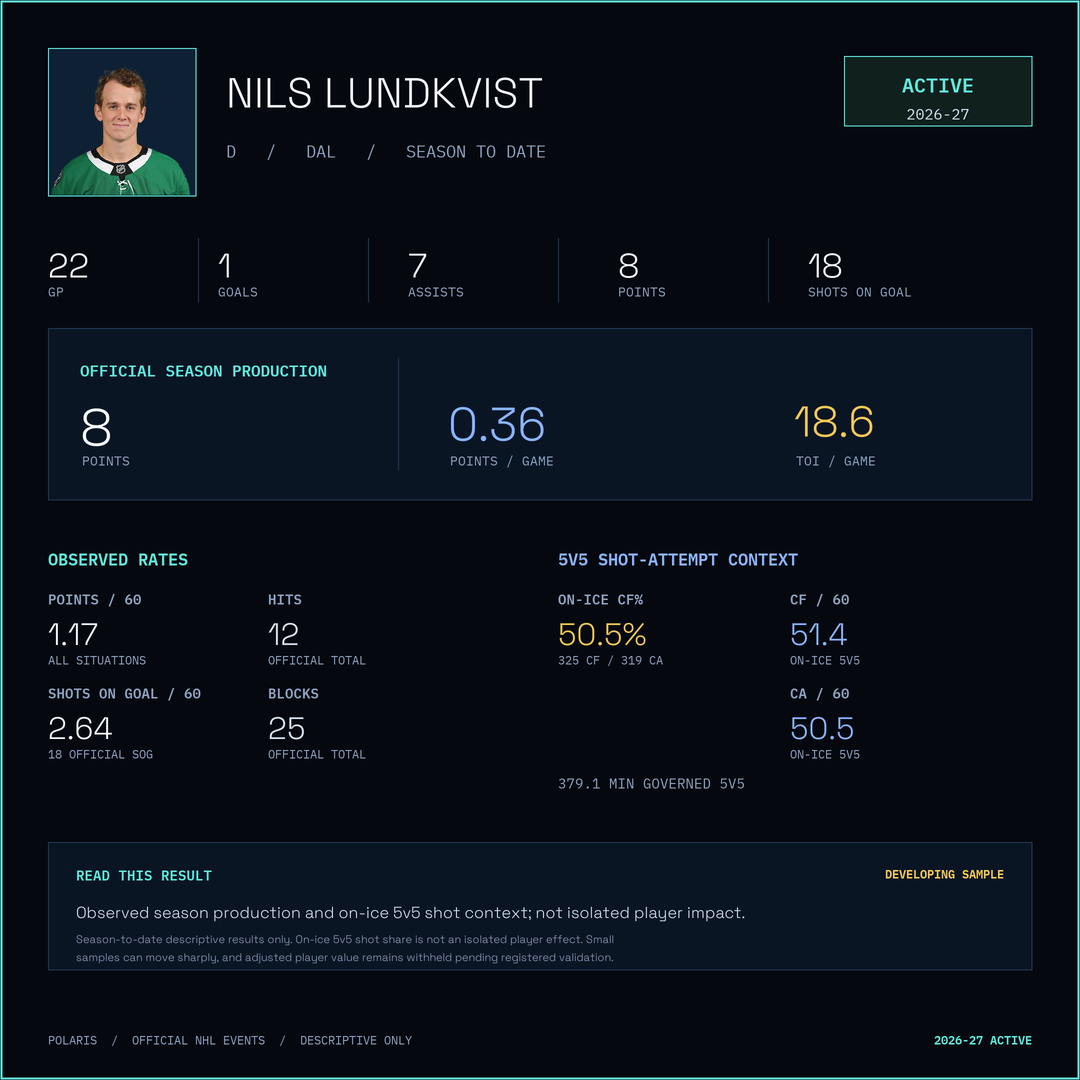 NILS LUNDKVIST
D / DAL / SEASON TO DATE
ACTIVE
2026-27
22
GP
1
GOALS
7
ASSISTS
8
POINTS
18
SHOTS ON GOAL
OFFICIAL SEASON PRODUCTION
8
POINTS
0.36
POINTS / GAME
18.6
TOI / GAME
OBSERVED RATES
POINTS / 60
1.17
ALL SITUATIONS
HITS
12
OFFICIAL TOTAL
SHOTS ON GOAL / 60
2.64
18 OFFICIAL SOG
BLOCKS
25
OFFICIAL TOTAL
5V5 SHOT-ATTEMPT CONTEXT
ON-ICE CF%
50.5%
325 CF / 319 CA
CF / 60
51.4
ON-ICE 5V5
CA / 60
50.5
ON-ICE 5V5
379.1 MIN GOVERNED 5V5
READ THIS RESULT
DEVELOPING SAMPLE
Observed season production and on-ice 5v5 shot context; not isolated player impact.
Season-to-date descriptive results only. On-ice 5v5 shot share is not an isolated player effect. Small
samples can move sharply, and adjusted player value remains withheld pending registered validation.
POLARIS / OFFICIAL NHL EVENTS / DESCRIPTIVE ONLY
2026-27 ACTIVE